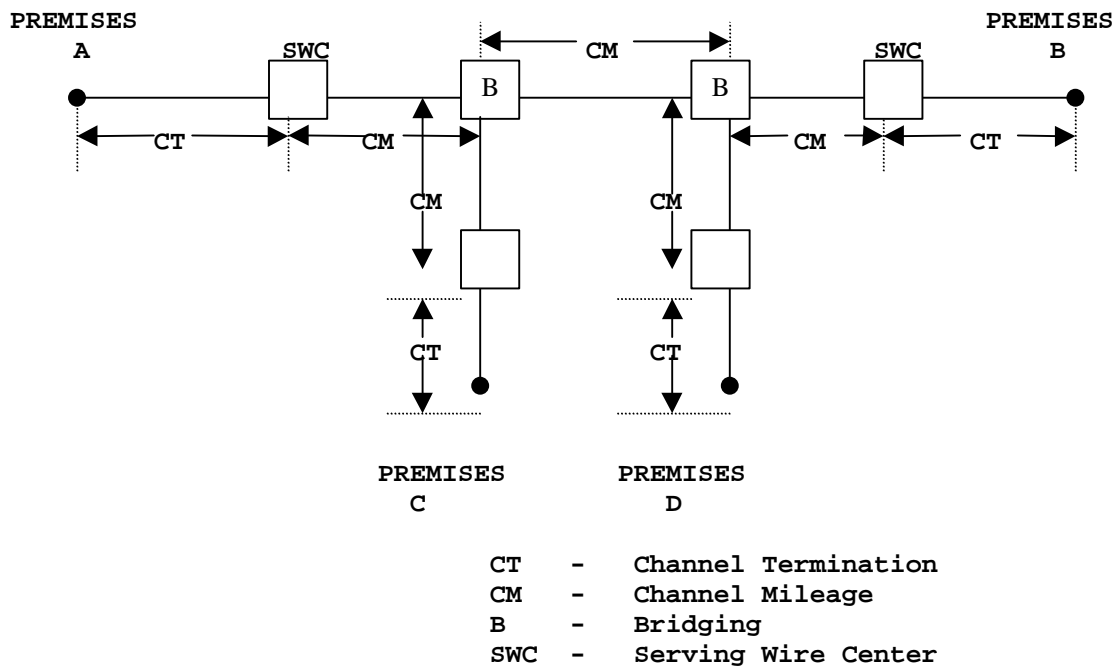 PREMISES PREMISES
A B
SWC CM SWC
B B
CT CM CM CT
CM CM
CT CT
PREMISES PREMISES
C D
CT - Channel Termination
CM - Channel Mileage
B - Bridging
SWC - Serving Wire Center